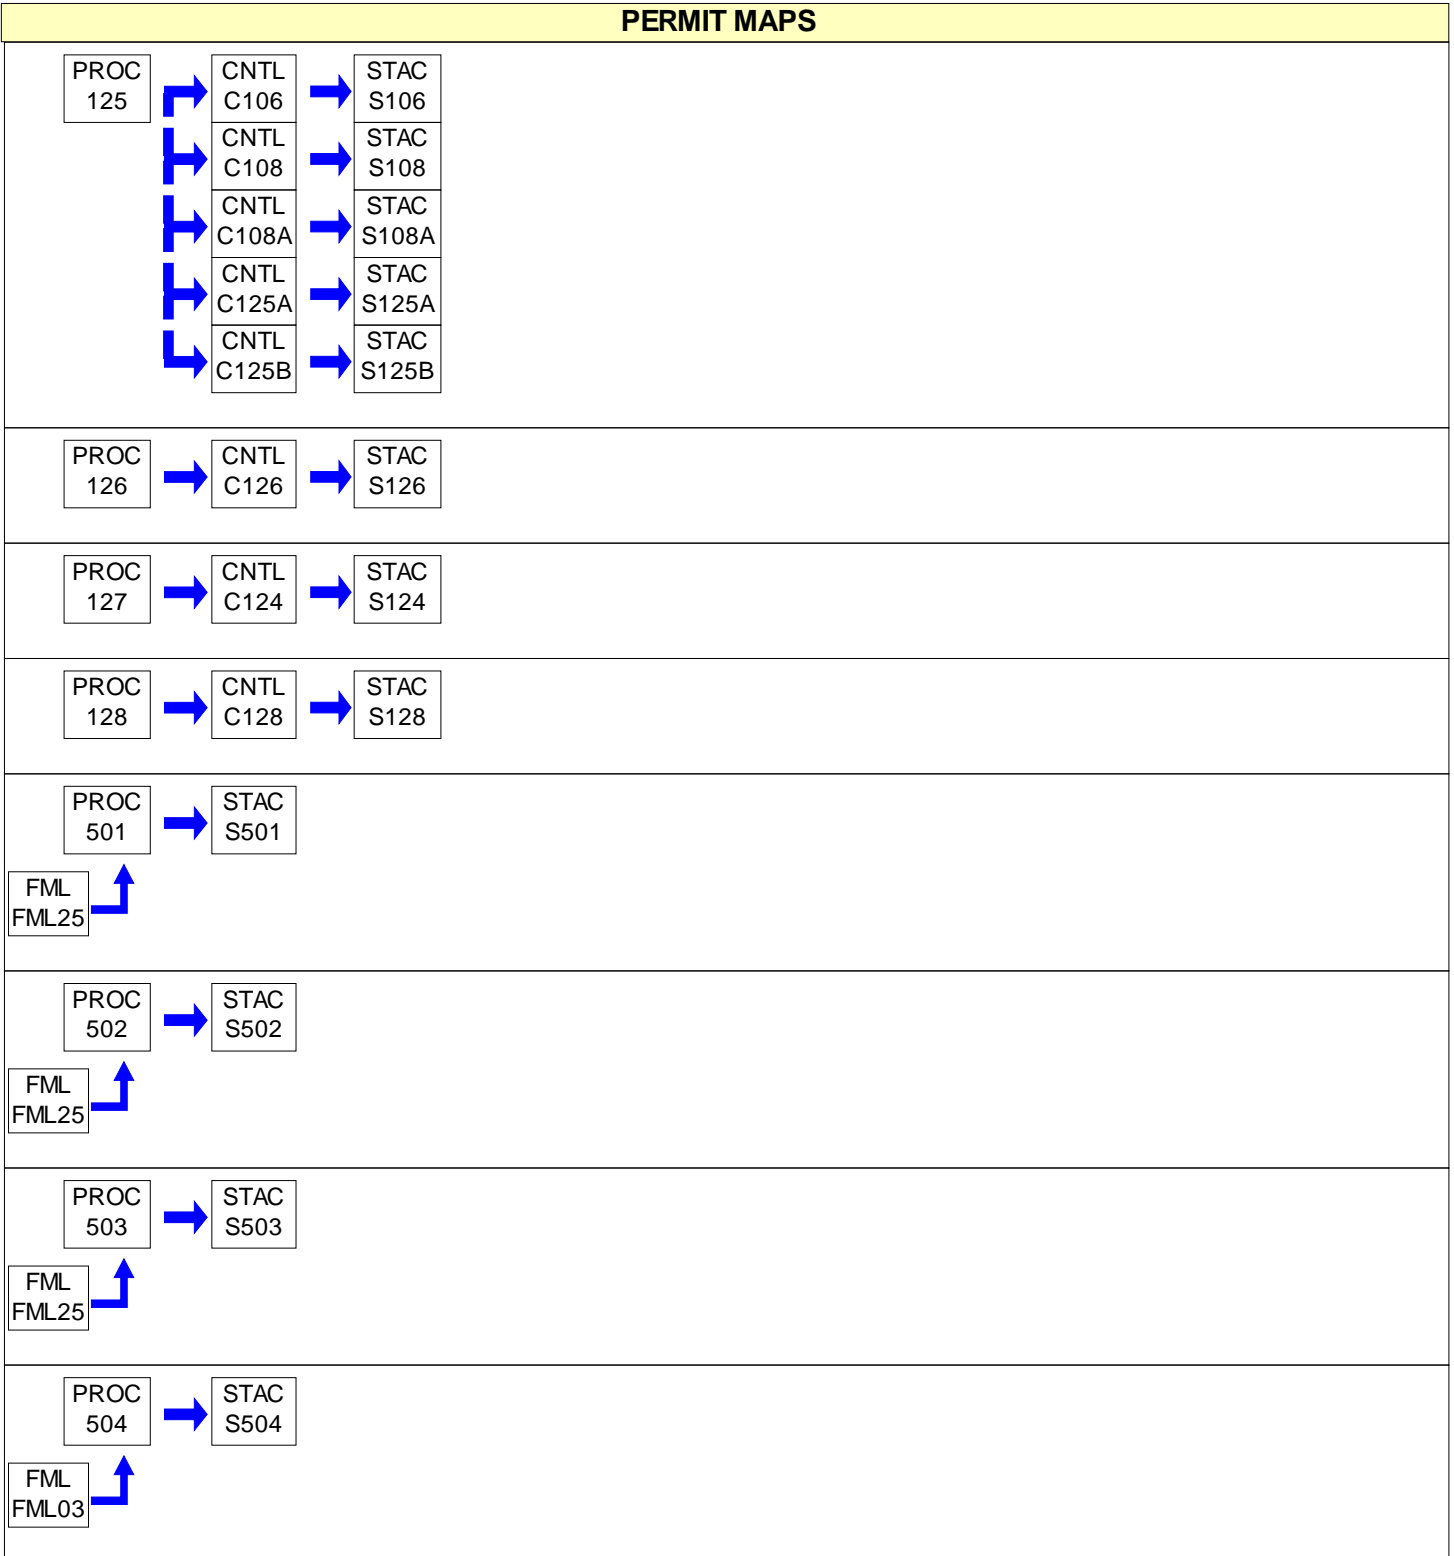 PERMIT MAPS
PROC
125
CNTL
C106
STAC
S106
CNTL
C108
STAC
S108
CNTL
C108A
STAC
S108A
CNTL
C125A
STAC
S125A
CNTL
C125B
STAC
S125B
PROC
126
CNTL
C126
STAC
S126
PROC
127
CNTL
C124
STAC
S124
PROC
128
CNTL
C128
STAC
S128
PROC
501
STAC
S501
FML
FML25
PROC
502
STAC
S502
FML
FML25
PROC
503
STAC
S503
FML
FML25
PROC
504
STAC
S504
FML
FML03